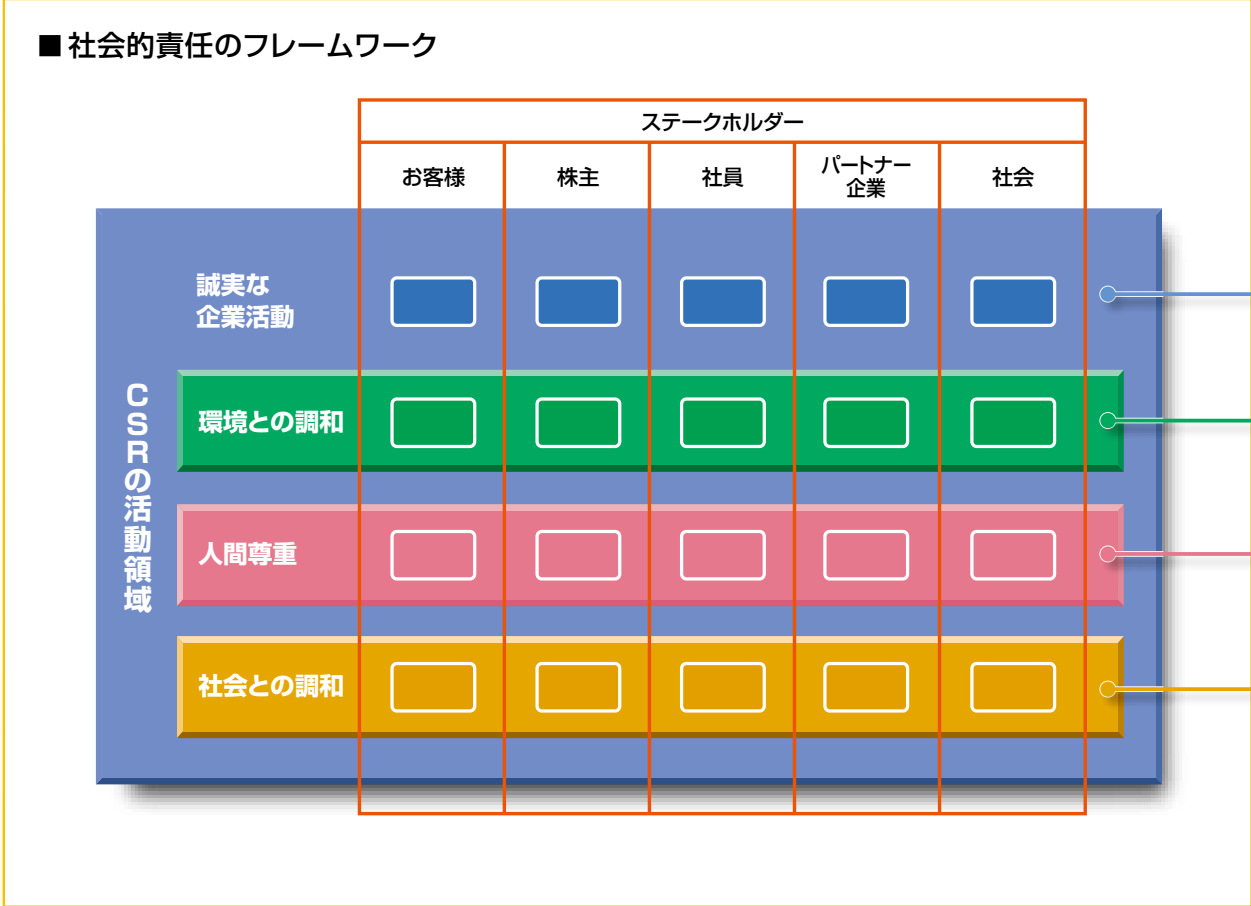 ■社会的責任のフレームワーク
ステークホルダー
お客様
株主
社員
パートナー
企業
社会
CSRの活動領域
誠実な
企業活動
環境との調和
人間尊重
社会との調和